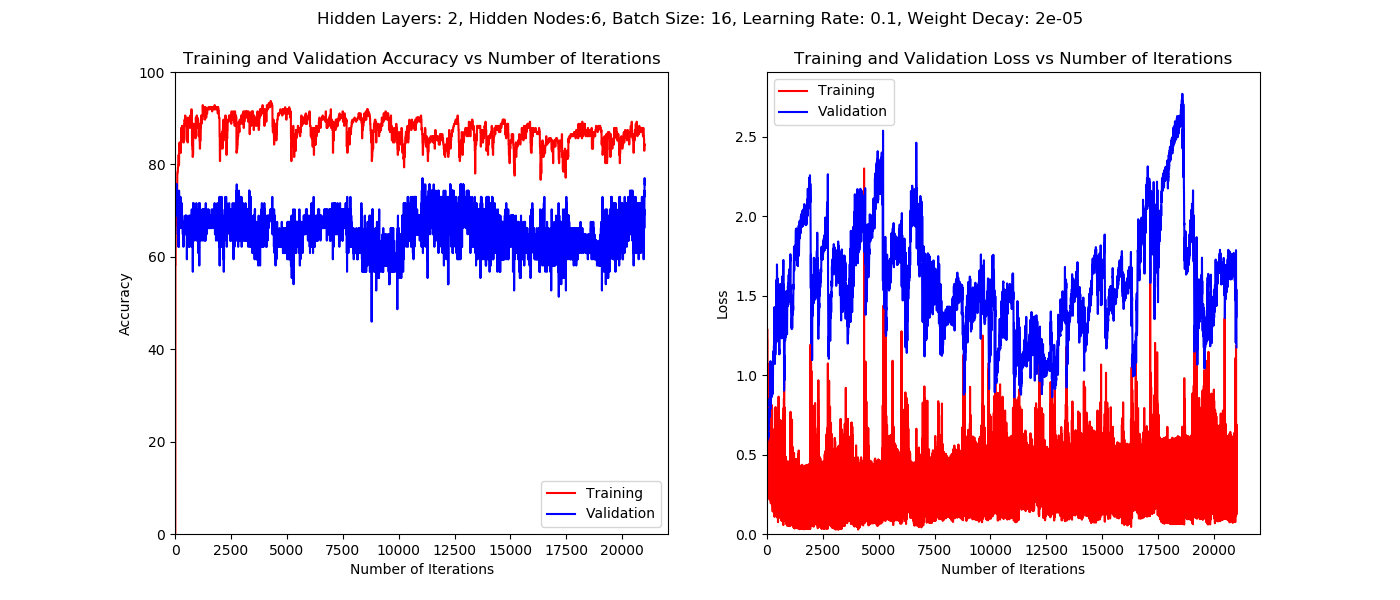 Hidden Layers: 2, Hidden Nodes:6, Batch Size: 16, Learning Rate: 0.1, Weight Decay: 2e-05
Training and Validation Accuracy vs Number of Iterations
100
80
60
40
20
0
Accuracy
Training
Validation
0 2500 5000 7500 10000 12500 15000 17500 20000
Number of Iterations
Training and Validation Loss vs Number of Iterations
Training
Validation
2.5
2.0
1.5
1.0
0.5
0.0
Loss
0 2500 5000 7500 10000 12500 15000 17500 20000
Number of Iterations